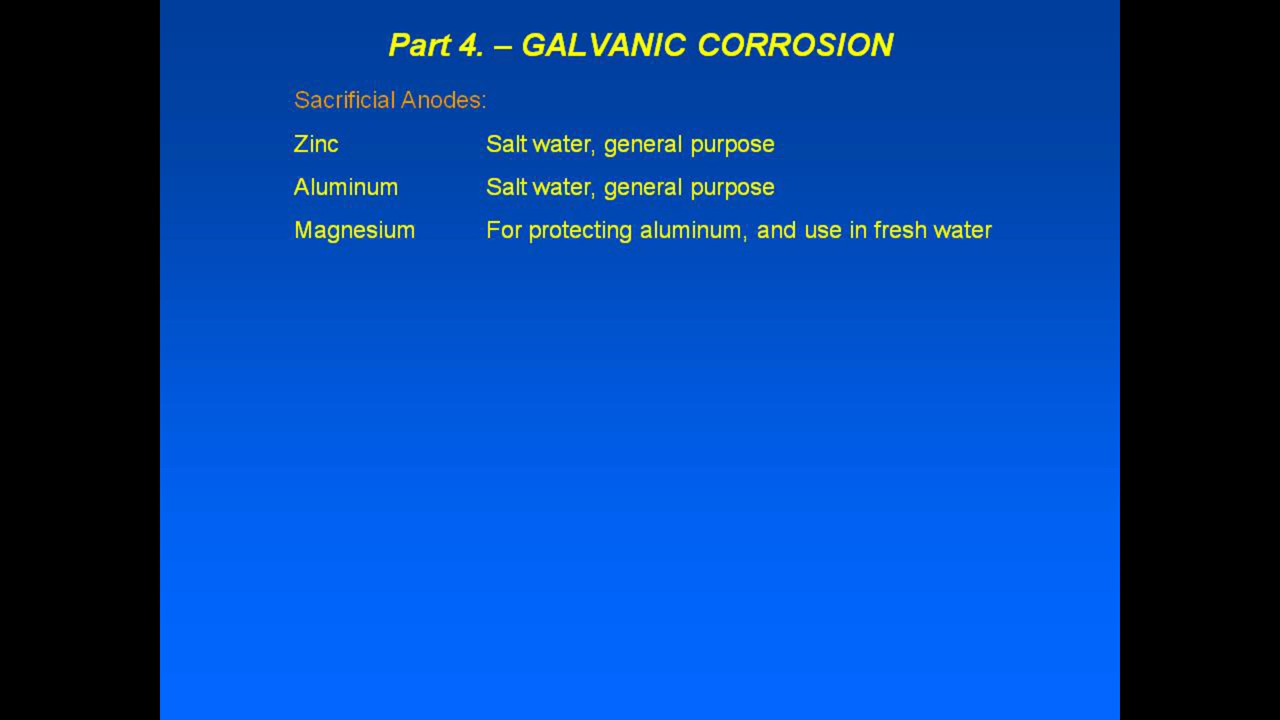 Part 4. – GALVANIC CORROSION
Sacrificial Anodes:
Zinc Salt water, general purpose
Aluminum Salt water, general purpose
Magnesium For protecting aluminum, and use in fresh water